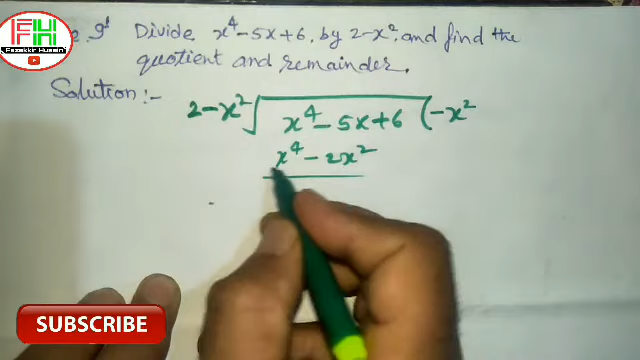 FH
Fazakkir Hussain
e.g! Divide x⁴-5x+6, by 2-x², and find the
quotient and remainder.
Solution:-
2-x² √ x⁴-5x+6 (-x²
x⁴-2x²
SUBSCRIBE